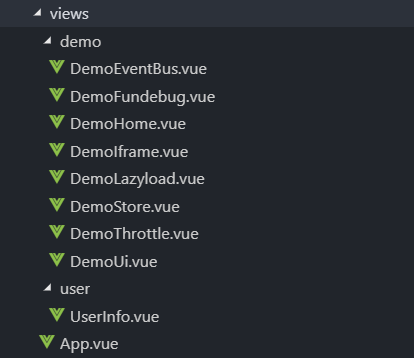 views
demo
DemoEventBus.vue
DemoFundebug.vue
DemoHome.vue
DemoIframe.vue
DemoLazyload.vue
DemoStore.vue
DemoThrottle.vue
DemoUi.vue
user
UserInfo.vue
App.vue